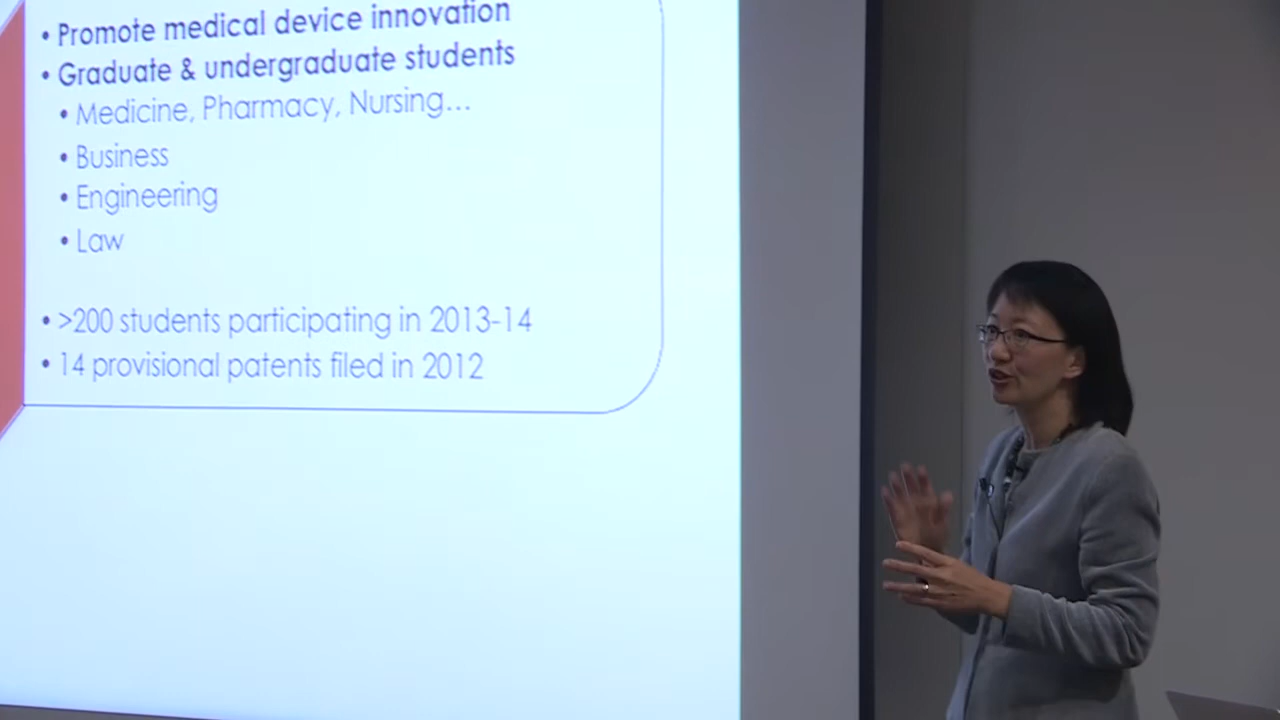 • Promote medical device innovation
• Graduate & undergraduate students
• Medicine, Pharmacy, Nursing...
• Business
• Engineering
• Law
• >200 students participating in 2013-14
• 14 provisional patents filed in 2012